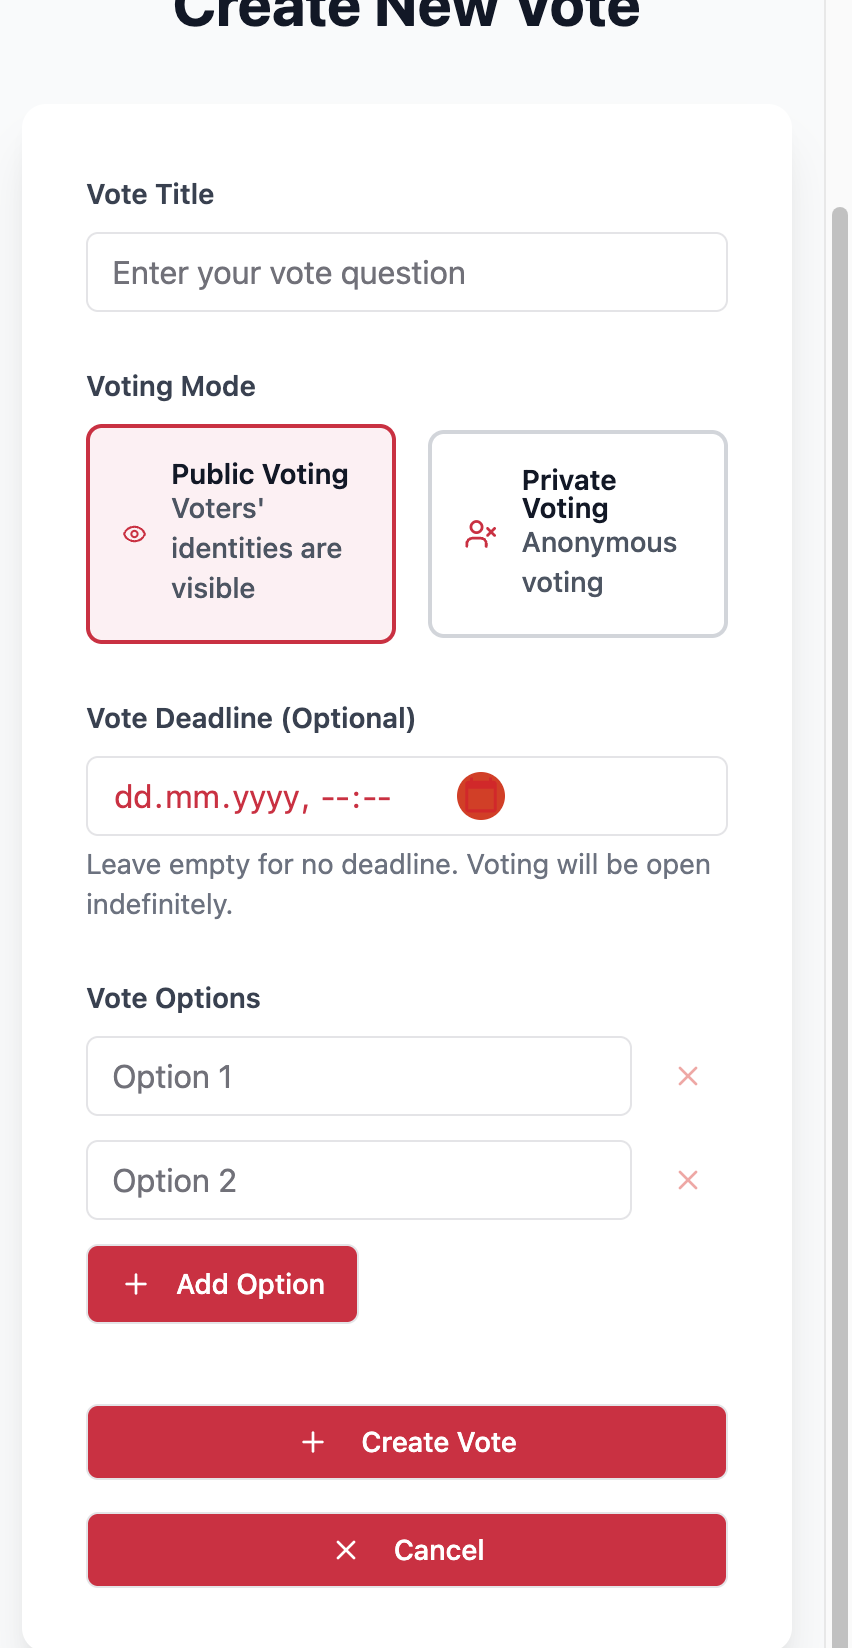 Create New Vote
Vote Title
Enter your vote question
Voting Mode
Public Voting
Voters'
identities are
visible
Private
Voting
Anonymous
voting
Vote Deadline (Optional)
dd.mm.yyyy, --:--
Leave empty for no deadline. Voting will be open
indefinitely.
Vote Options
Option 1
Option 2
Add Option
Create Vote
Cancel